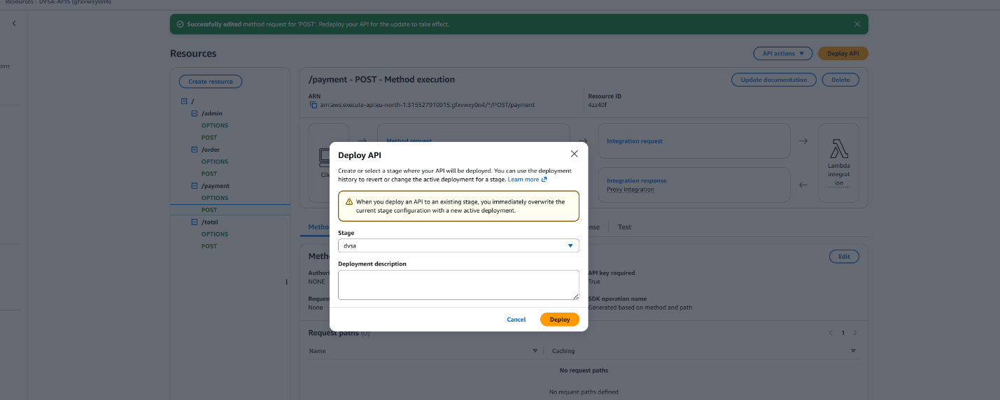 Resources - DVSA-APIS (gfxvwxy0n4)
Successfully edited method request for 'POST'. Redeploy your API for the update to take effect.
ons
Resources
API actions
Deploy API
Create resource
/
/admin
OPTIONS
POST
/order
OPTIONS
POST
/payment
OPTIONS
POST
/total
OPTIONS
POST
/payment - POST - Method execution
Update documentation
Delete
ARN
arn:aws:execute-api:eu-north-1:315527910915:gfxvwxy0n4/*/POST/payment
Resource ID
4zz40f
Clie
Method request
Integration request
Integration response
Proxy integration
Lambda
integrat
ion
Deploy API
Create or select a stage where your API will be deployed. You can use the deployment
history to revert or change the active deployment for a stage. Learn more
When you deploy an API to an existing stage, you immediately overwrite the
current stage configuration with a new active deployment.
Stage
dvsa
Deployment description
Cancel
Deploy
Metho
nse
Test
Metho
Edit
Authori
NONE
API key required
True
Reques
None
SDK operation name
Generated based on method and path
Request paths (0)
1
Name
Caching
No request paths
No request paths defined